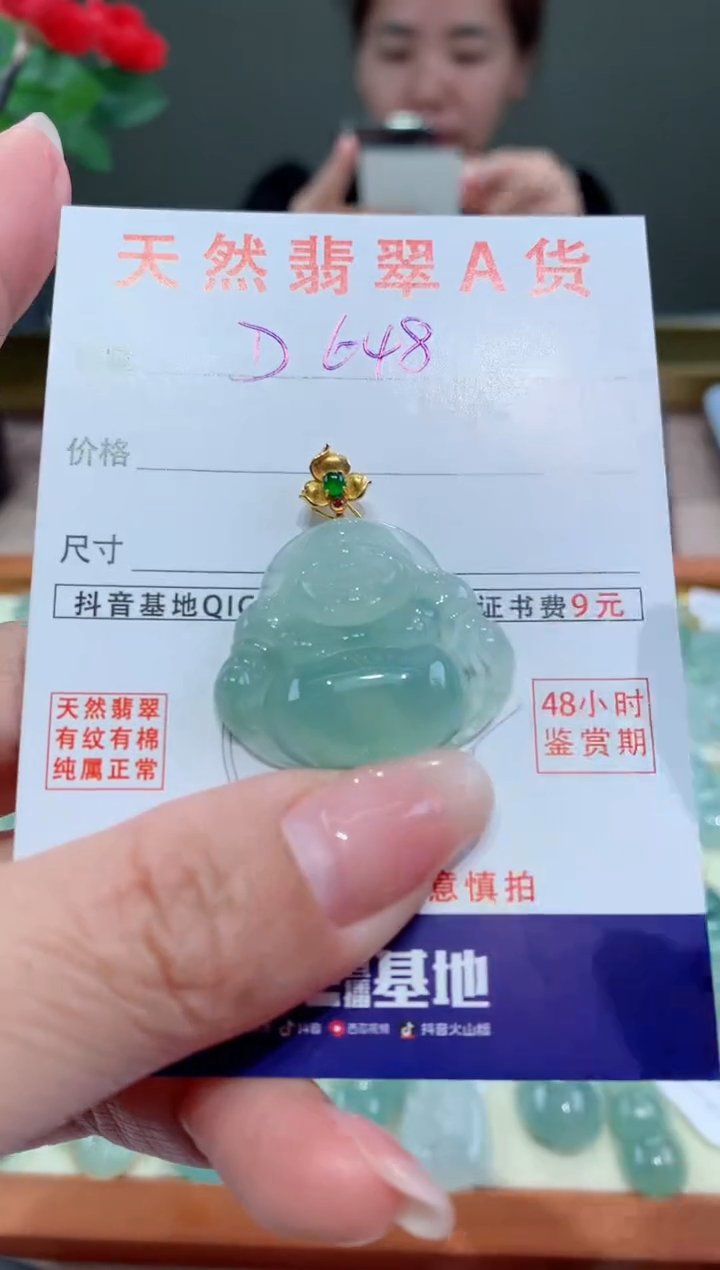 天然翡翠A货
D 648
价格
尺寸
抖音基地QIC
证书费9元
天然翡翠
有纹有棉
纯属正常
48小时
鉴赏期
意慎拍
播基地
抖音 西瓜视频 抖音火山版